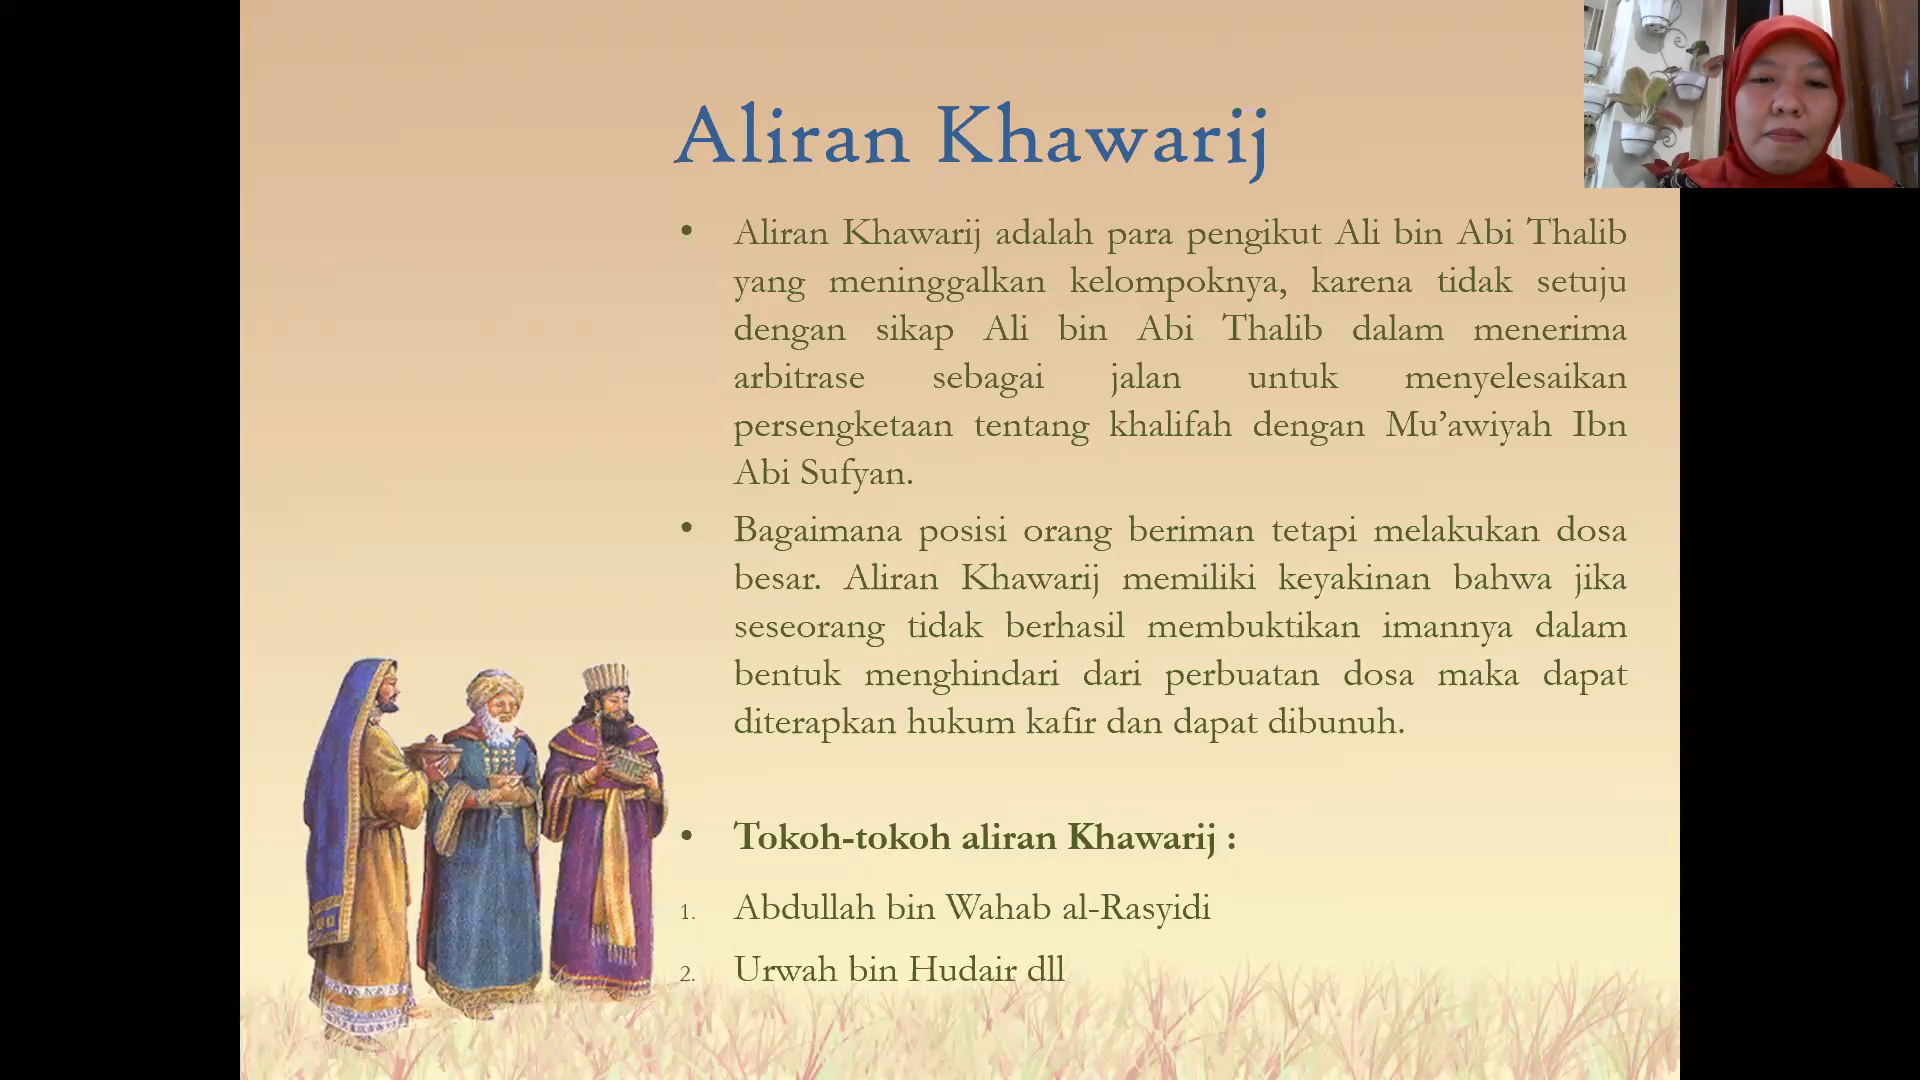 Aliran Khawarij
• Aliran Khawarij adalah para pengikut Ali bin Abi Thalib
yang meninggalkan kelompoknya, karena tidak setuju
dengan sikap Ali bin Abi Thalib dalam menerima
arbitrase sebagai jalan untuk menyelesaikan
persengketaan tentang khalifah dengan Mu’awiyah Ibn
Abi Sufyan.
• Bagaimana posisi orang beriman tetapi melakukan dosa
besar. Aliran Khawarij memiliki keyakinan bahwa jika
seseorang tidak berhasil membuktikan imannya dalam
bentuk menghindari dari perbuatan dosa maka dapat
diterapkan hukum kafir dan dapat dibunuh.
• Tokoh-tokoh aliran Khawarij :
1. Abdullah bin Wahab al-Rasyidi
2. Urwah bin Hudair dll